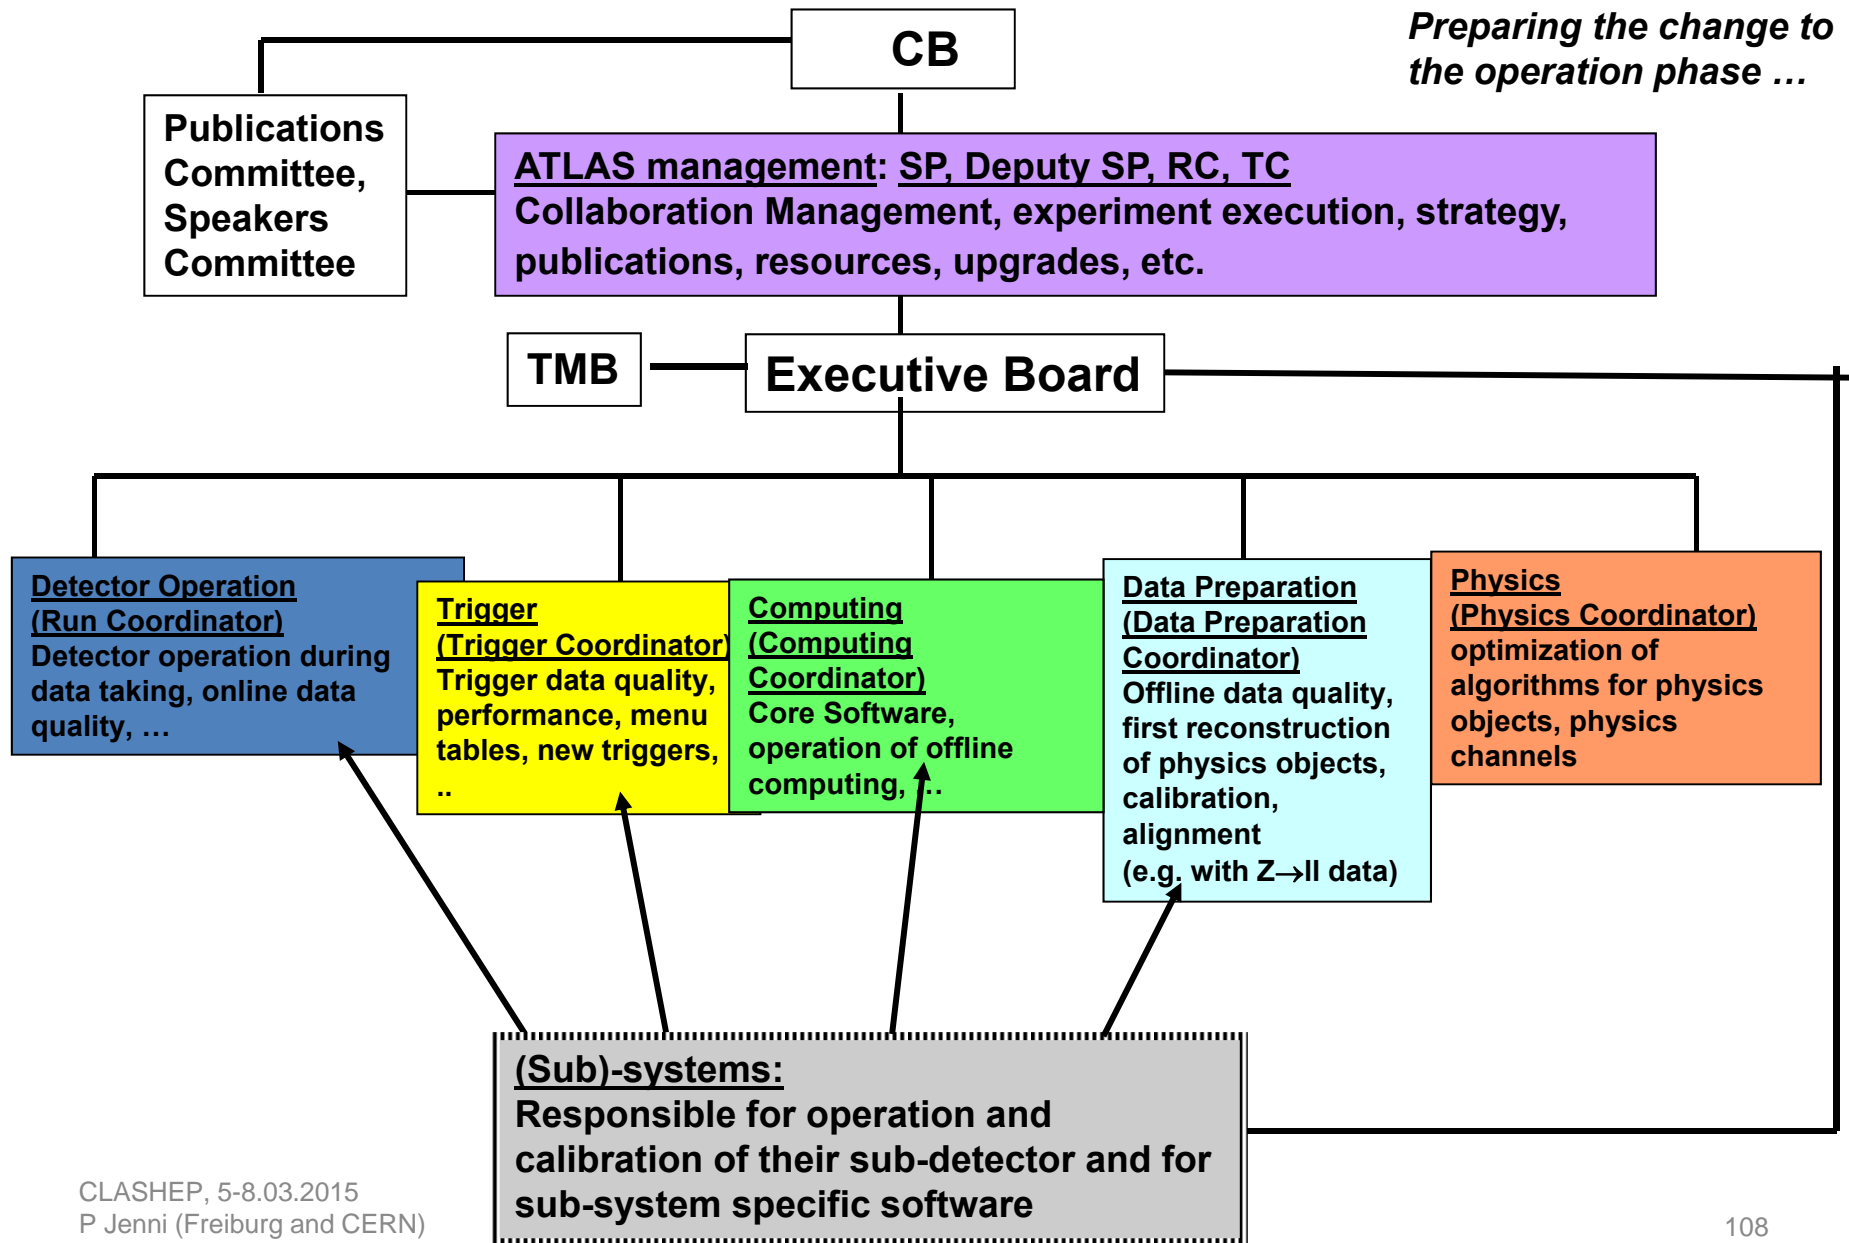 Preparing the change to
the operation phase …
CB
Publications
Committee,
Speakers
Committee
ATLAS management: SP, Deputy SP, RC, TC
Collaboration Management, experiment execution, strategy,
publications, resources, upgrades, etc.
TMB
Executive Board
Detector Operation
(Run Coordinator)
Detector operation during
data taking, online data
quality, …
Trigger
(Trigger Coordinator)
Trigger data quality,
performance, menu
tables, new triggers,
..
Computing
(Computing
Coordinator)
Core Software,
operation of offline
computing, …
Data Preparation
(Data Preparation
Coordinator)
Offline data quality,
first reconstruction
of physics objects,
calibration,
alignment
(e.g. with Z→ll data)
Physics
(Physics Coordinator)
optimization of
algorithms for physics
objects, physics
channels
(Sub)-systems:
Responsible for operation and
calibration of their sub-detector and for
sub-system specific software
CLASHEP, 5-8.03.2015
P Jenni (Freiburg and CERN)
108